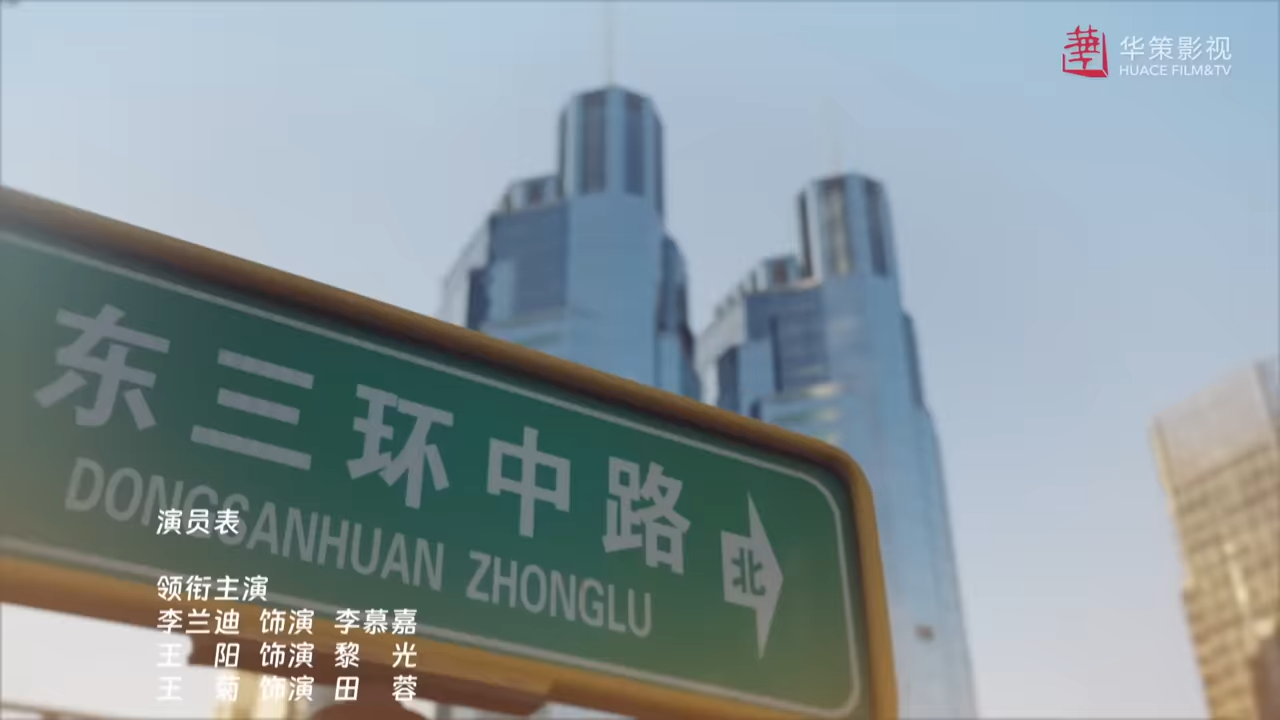 華
华策影视
HUACE FILM&TV
东三环中路
北
DONGSANHUAN ZHONGLU
演员表
领衔主演
李兰迪 饰演 李慕嘉
王 阳 饰演 黎 光
王 菊 饰演 田 蓉